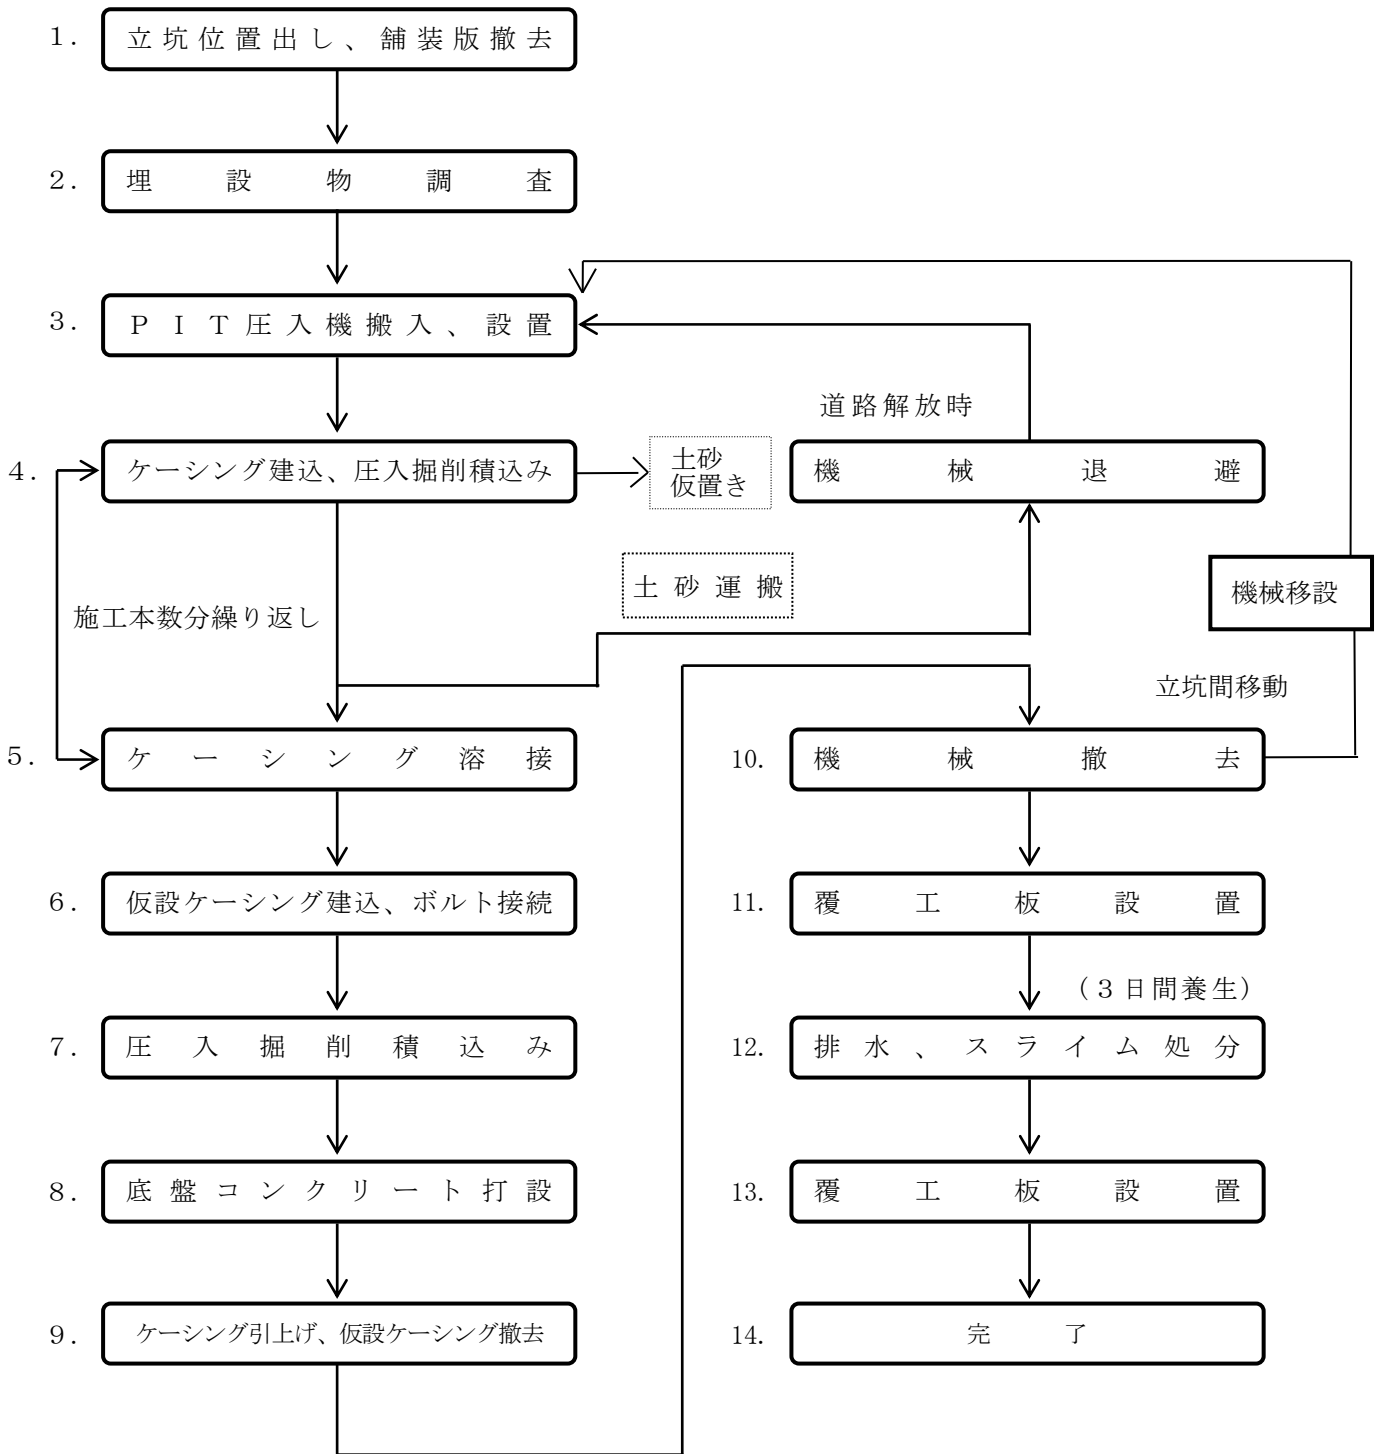 1. 立坑位置出し、舗装版撤去
2. 埋設物調査
3. ＰＩＴ圧入機搬入、設置
道路解放時
4. ケーシング建込、圧入掘削積込み
土砂
仮置き
機械退避
土砂運搬
機械移設
施工本数分繰り返し
立坑間移動
5. ケーシング溶接
10. 機械撤去
6. 仮設ケーシング建込、ボルト接続
11. 覆工板設置
（３日間養生）
7. 圧入掘削積込み
12. 排水、スライム処分
8. 底盤コンクリート打設
13. 覆工板設置
9. ケーシング引上げ、仮設ケーシング撤去
14. 完了